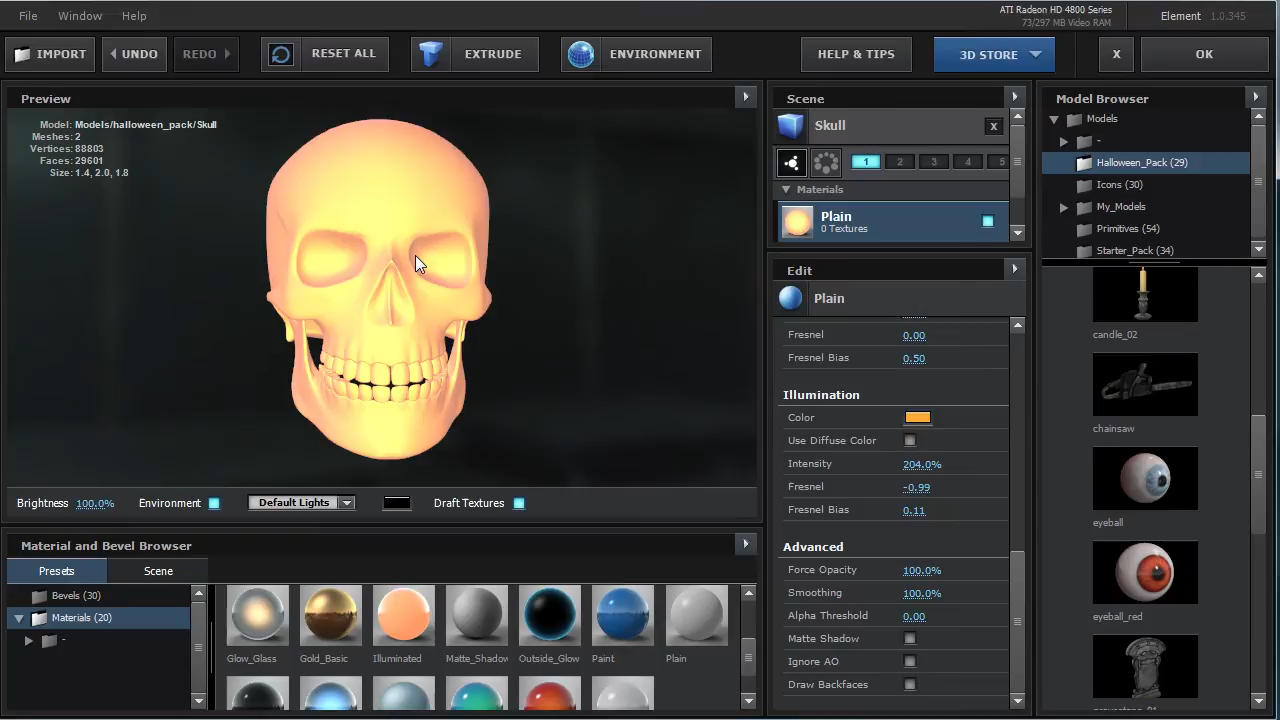 File Window Help
ATI Radeon HD 4800 Series
73/297 MB Video RAM
Element 1.0.345
IMPORT UNDO REDO RESET ALL EXTRUDE ENVIRONMENT HELP & TIPS 3D STORE X OK
Preview
Model: Models/halloween_pack/Skull
Meshes: 2
Vertices: 88803
Faces: 29601
Size: 1.4, 2.0, 1.8
Brightness 100.0% Environment Default Lights Draft Textures
Material and Bevel Browser
Presets Scene
Bevels (30)
Materials (20)
-
Glow_Glass Gold_Basic Illuminated Matte_Shadow Outside_Glow Paint Plain
Scene
Skull x
1 2 3 4 5
Materials
Plain
0 Textures
Edit
Plain
Fresnel 0.00
Fresnel Bias 0.50
Illumination
Color
Use Diffuse Color
Intensity 204.0%
Fresnel -0.99
Fresnel Bias 0.11
Advanced
Force Opacity 100.0%
Smoothing 100.0%
Alpha Threshold 0.00
Matte Shadow
Ignore AO
Draw Backfaces
Model Browser
Models
-
Halloween_Pack (29)
Icons (30)
My_Models
Primitives (54)
Starter_Pack (34)
candle_02
chainsaw
eyeball
eyeball_red